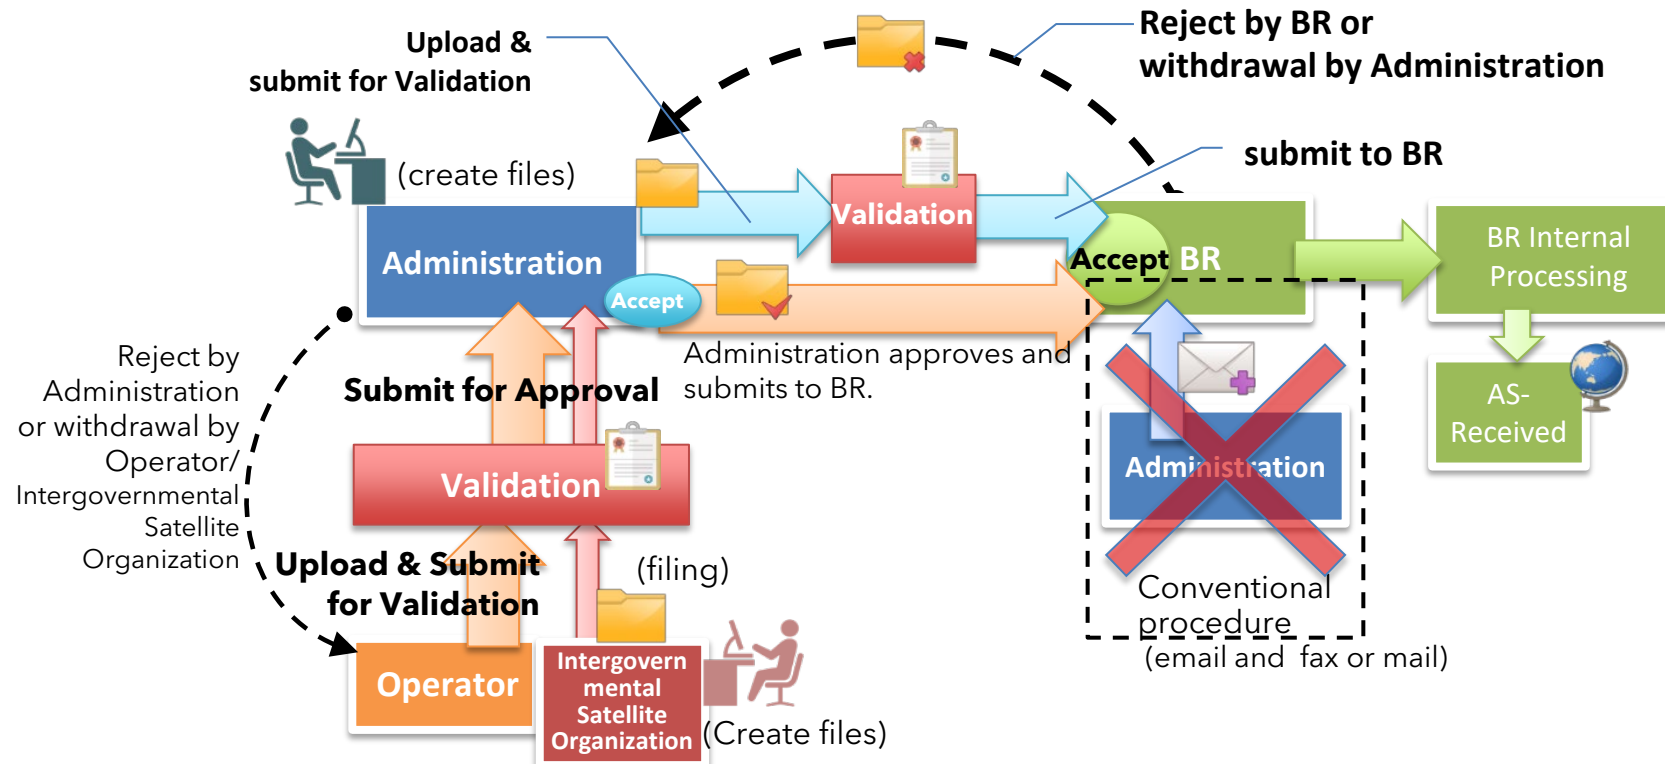 Upload &
submit for Validation
Reject by BR or
withdrawal by Administration
(create files)
submit to BR
Validation
Administration
Accept
Accept
BR
BR Internal
Processing
Administration approves and
submits to BR.
Reject by
Administration
or withdrawal by
Operator/
Intergovernmental
Satellite
Organization
Submit for Approval
Validation
AS-
Received
Administration
Upload & Submit
for Validation
(filing)
Conventional
procedure
(email and fax or mail)
Operator
Intergovern
mental
Satellite
Organization
(Create files)